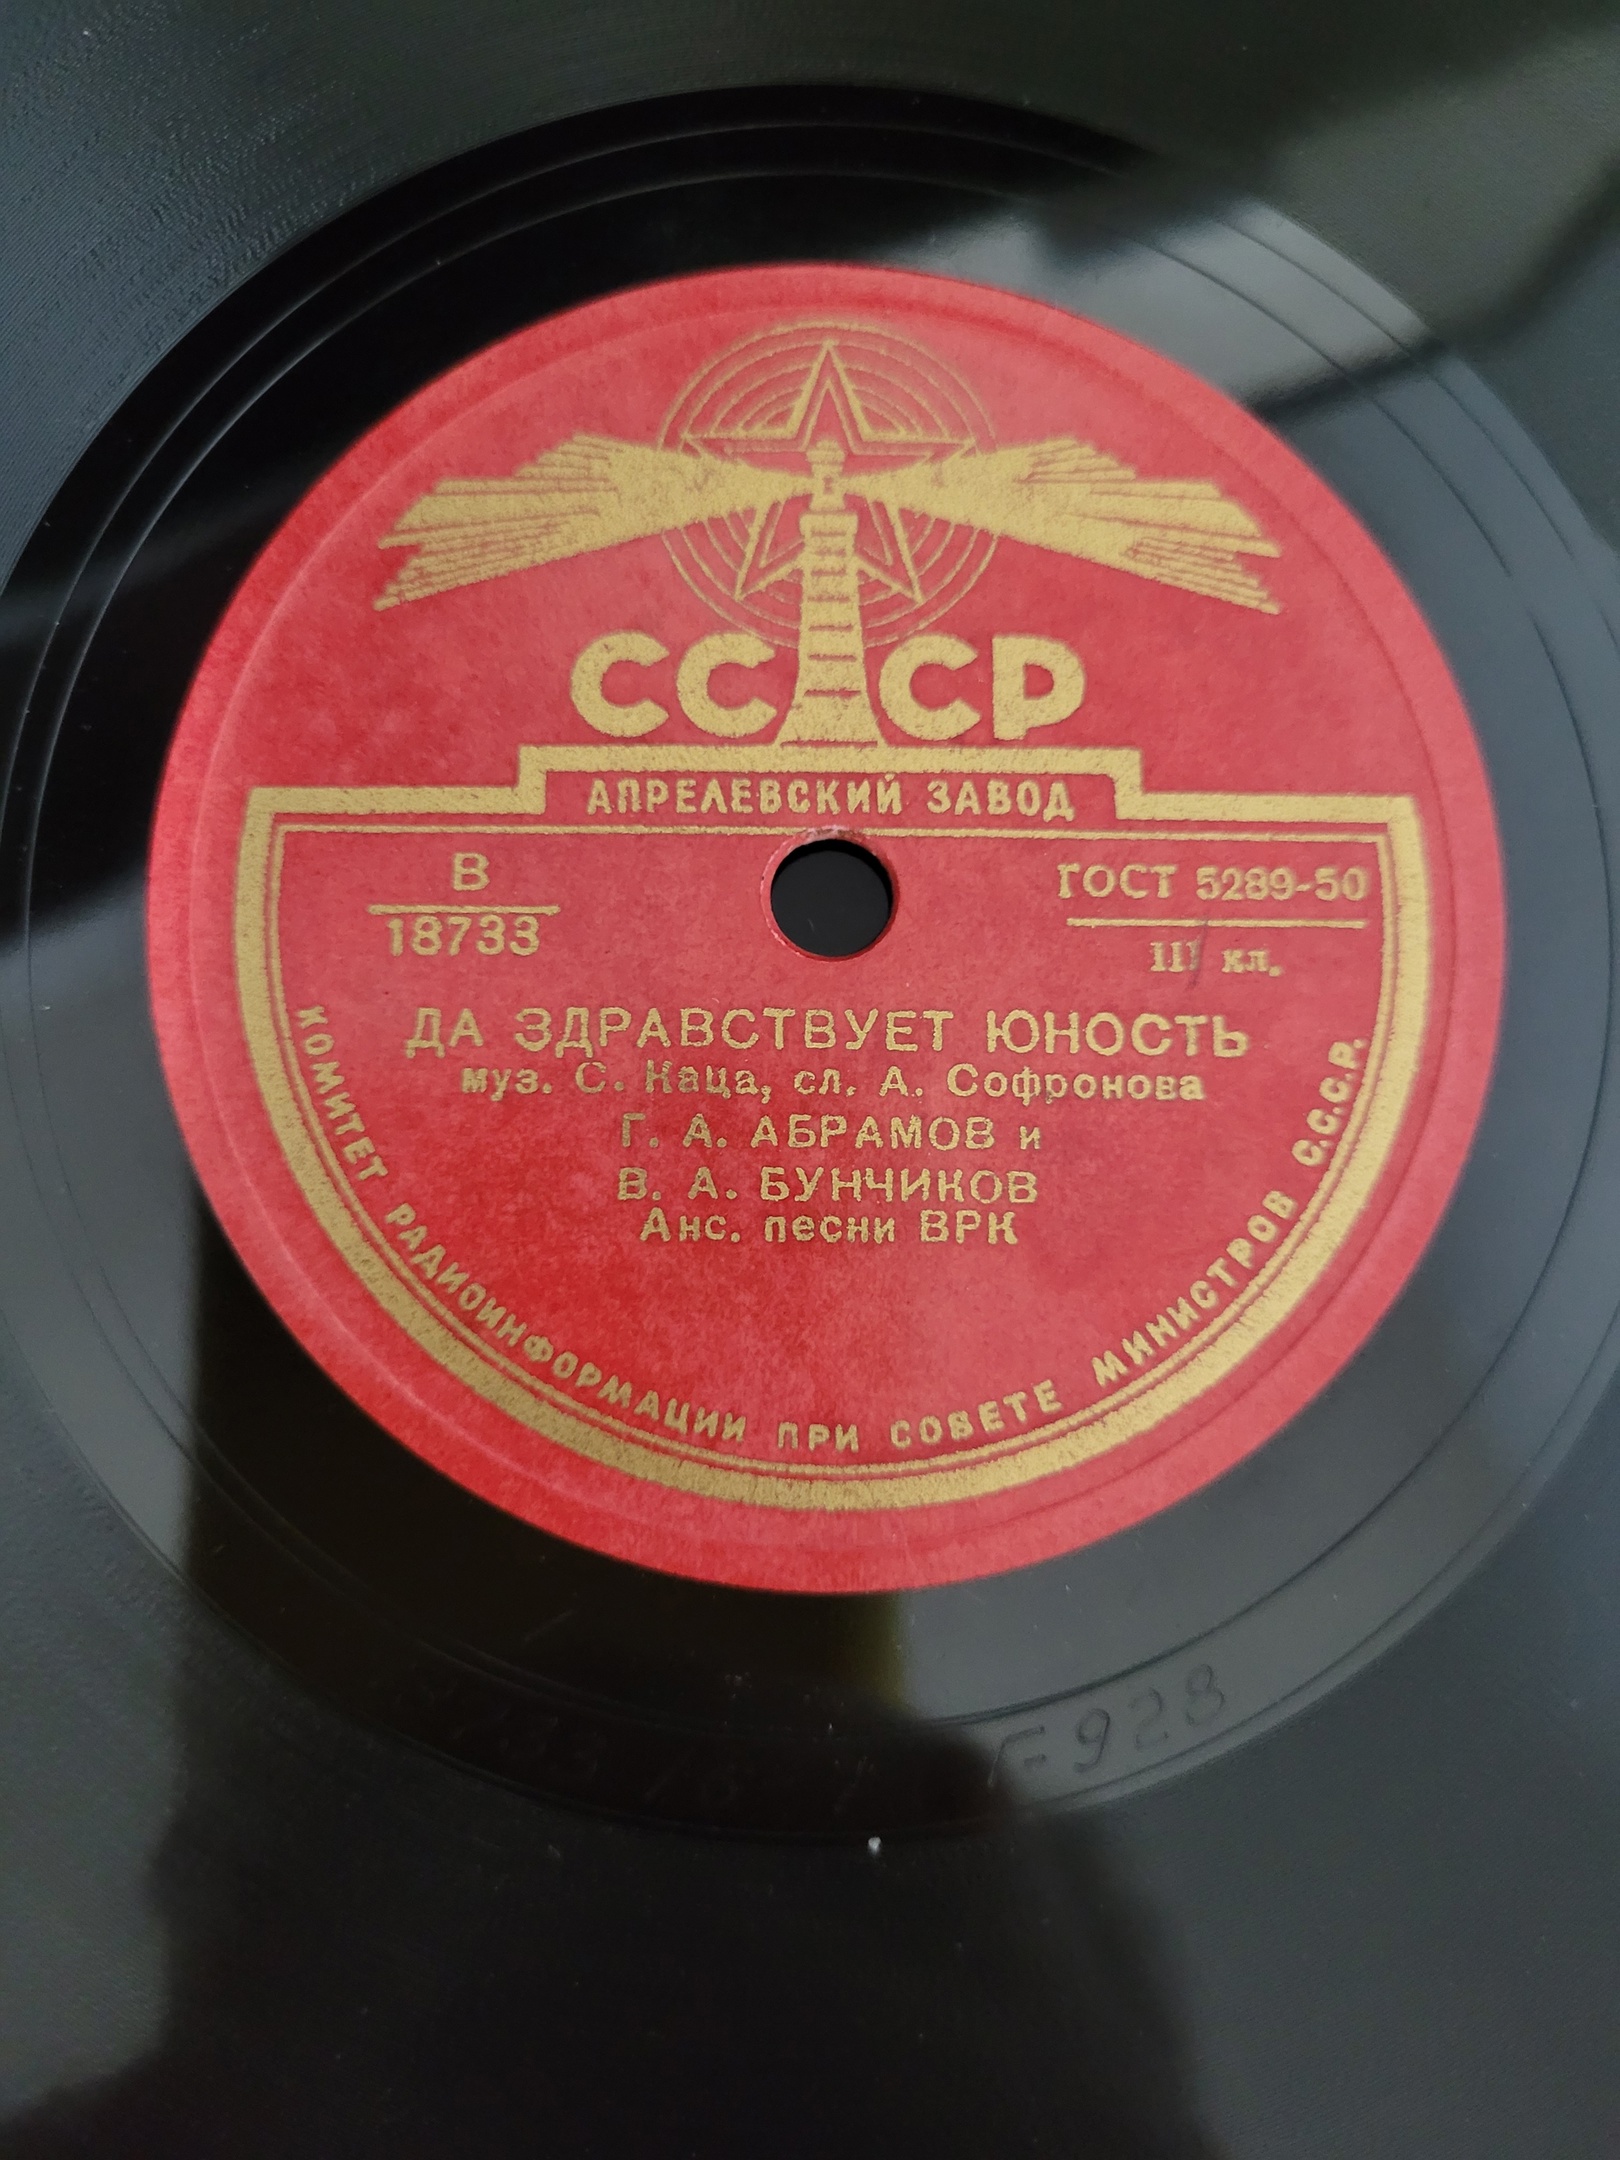 СССР
АПРЕЛЕВСКИЙ ЗАВОД
В
18733
ГОСТ 5289-50
III кл.
ДА ЗДРАВСТВУЕТ ЮНОСТЬ
муз. С. Каца, сл. А. Софронова
Г. А. АБРАМОВ и
В. А. БУНЧИКОВ
Анс. песни ВРК
КОМИТЕТ РАДИОИНФОРМАЦИИ ПРИ СОВЕТЕ МИНИСТРОВ С.С.С.Р.
Г-928